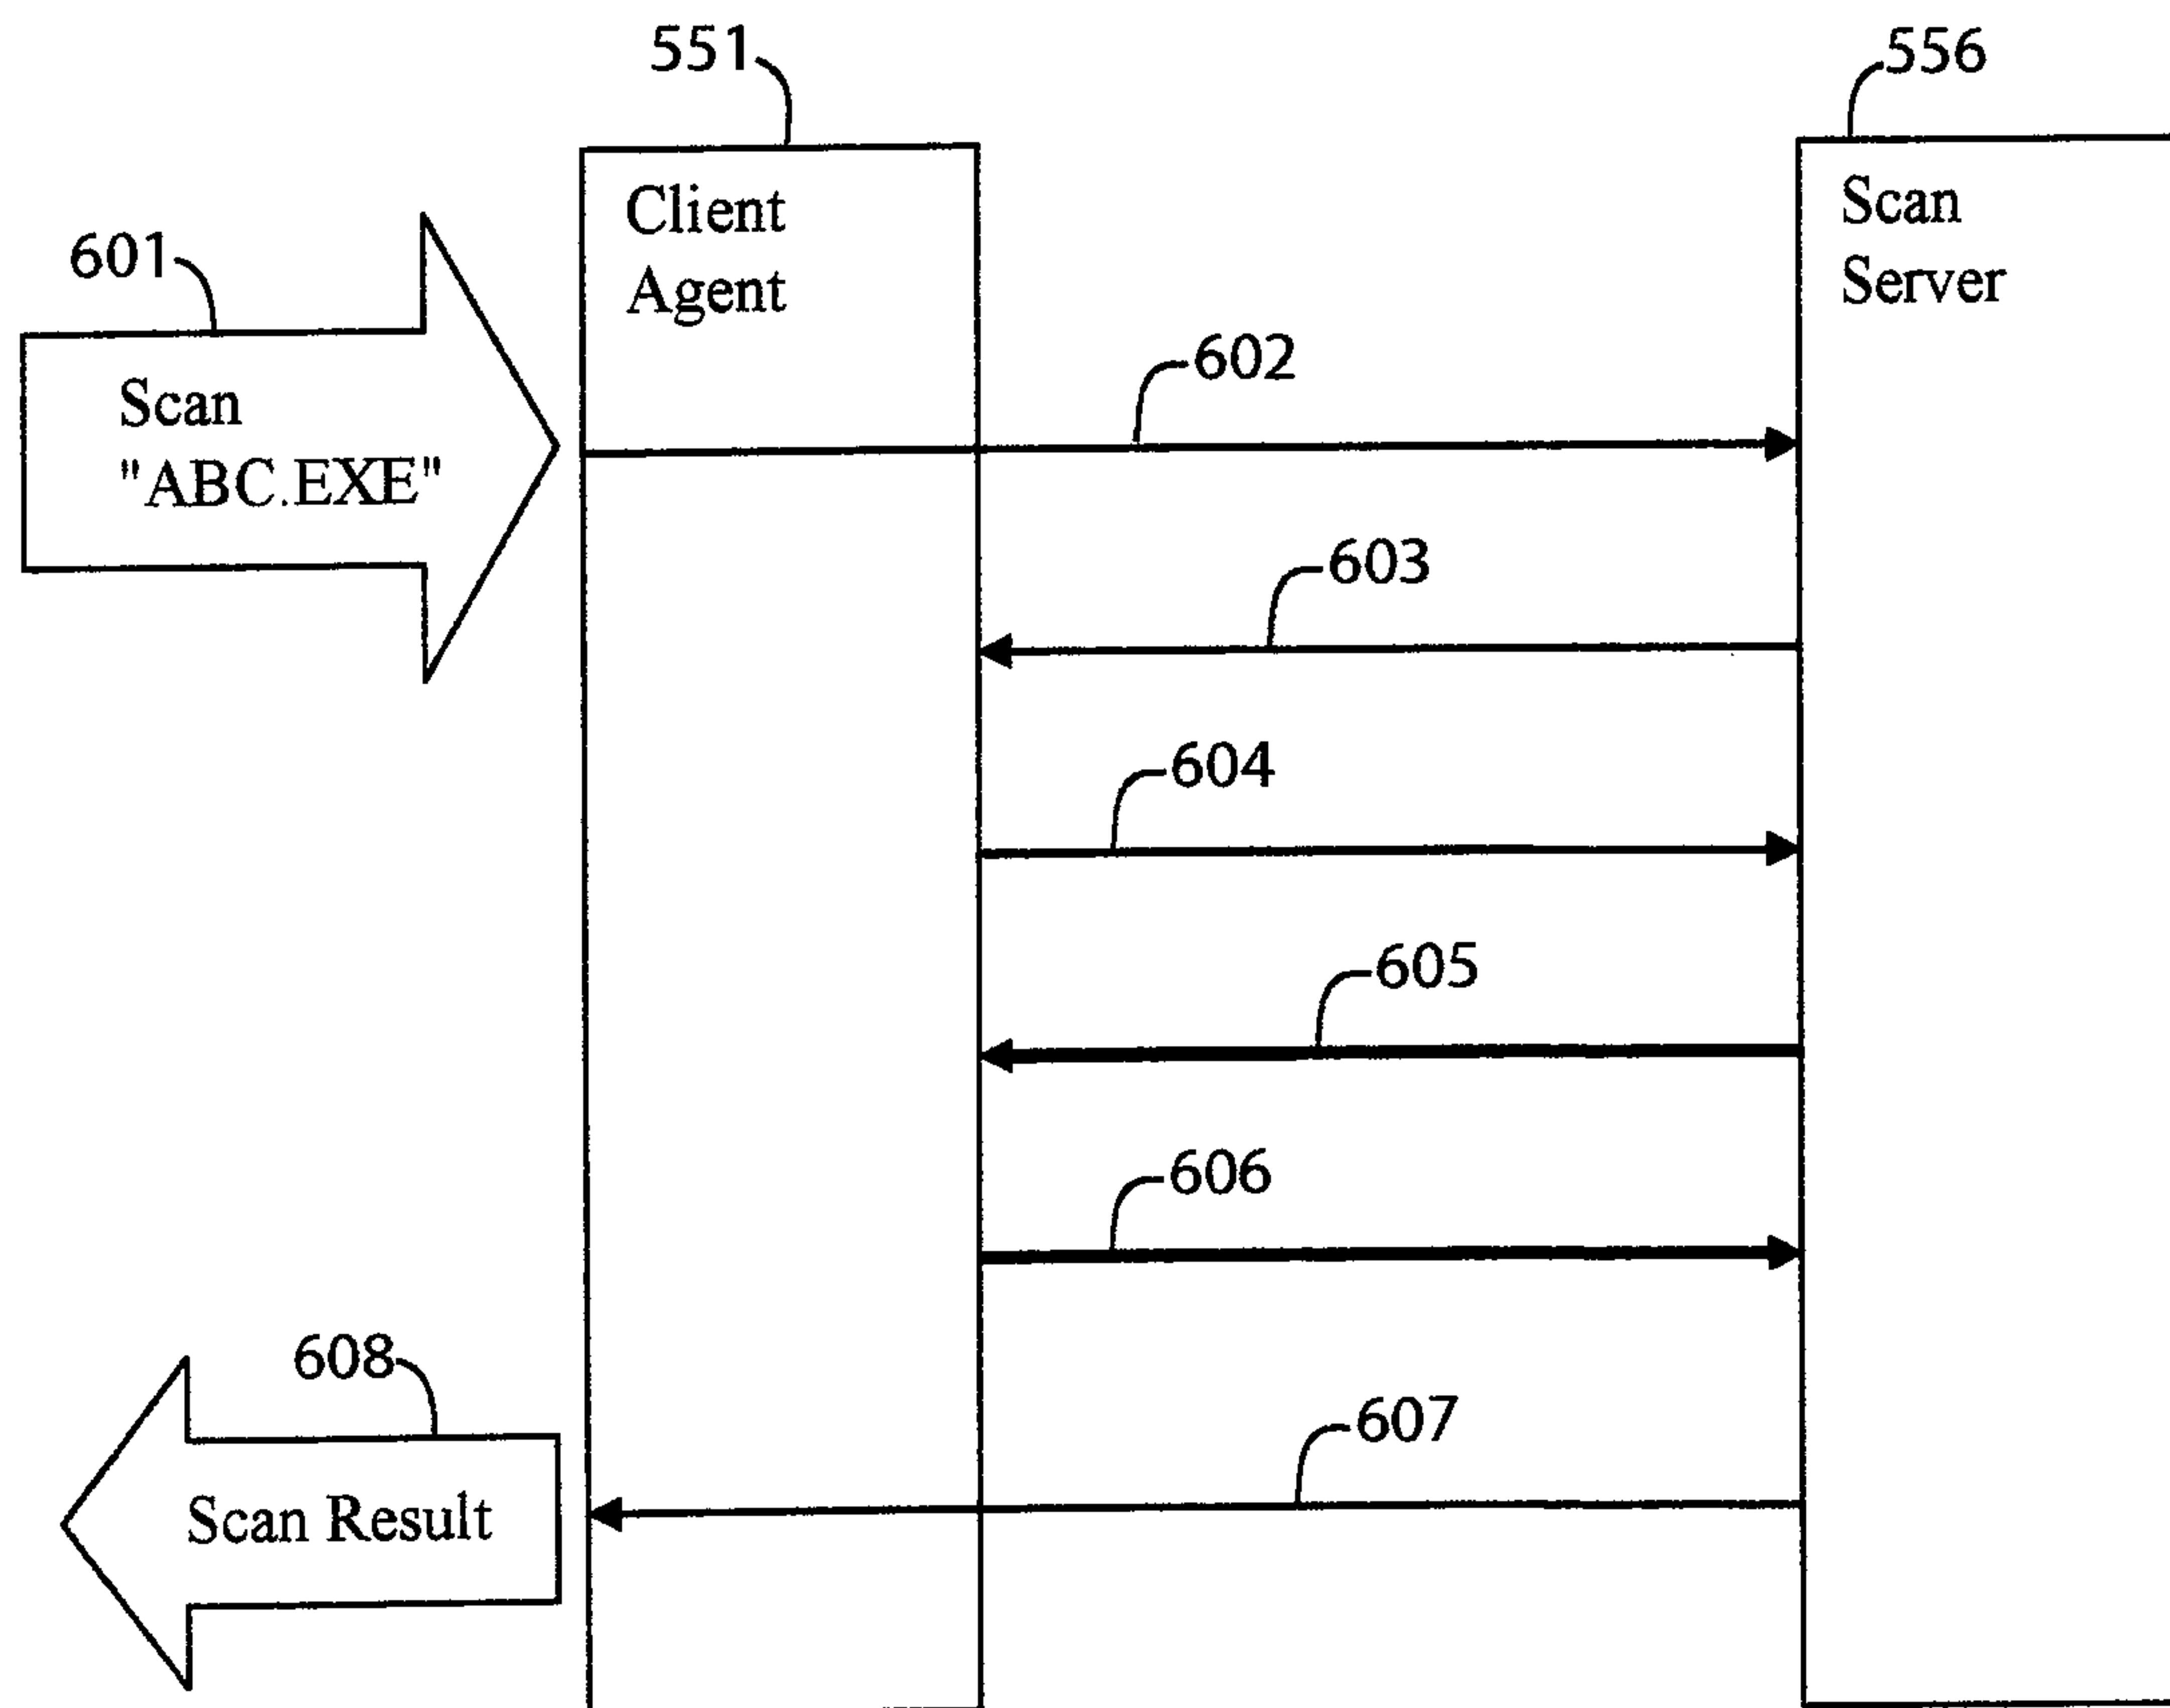 551
556
Client
Agent
Scan
Server
601
Scan
"ABC.EXE"
602
603
604
605
606
608
607
Scan Result